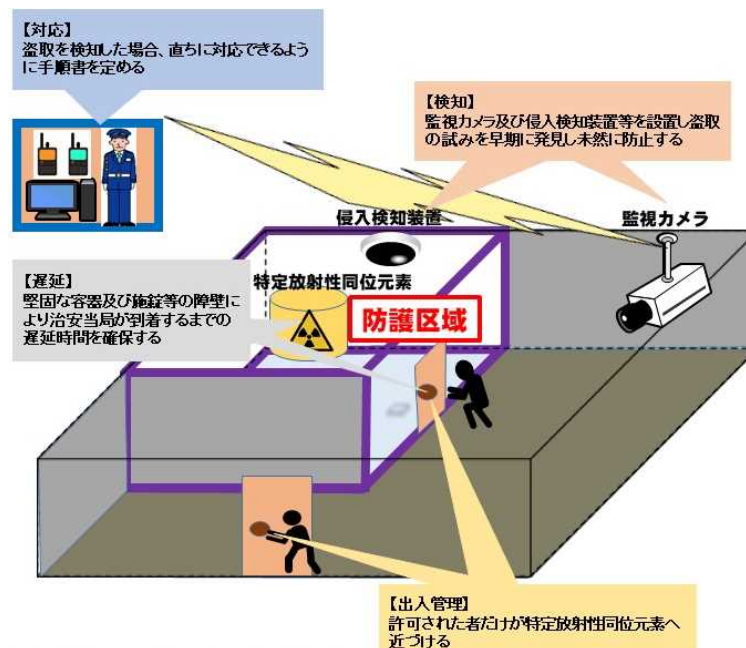 【対応】
盗取を検知した場合、直ちに対応できるよう
に手順書を定める
【検知】
監視カメラ及び侵入検知装置等を設置し盗取
の試みを早期に発見し未然に防止する
侵入検知装置
監視カメラ
【遅延】
堅固な容器及び施錠等の障壁に
より治安当局が到着するまでの
遅延時間を確保する
特定放射性同位元素
防護区域
【出入管理】
許可された者だけが特定放射性同位元素へ
近づける